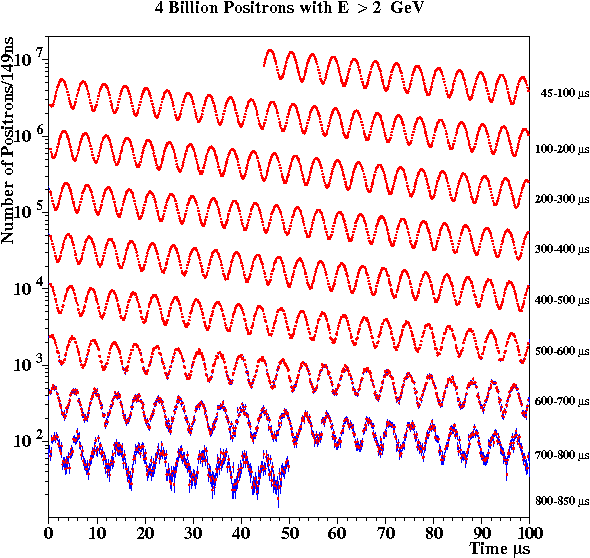 4 Billion Positrons with E > 2 GeV
Number of Positrons/149ns
10^7
10^6
10^5
10^4
10^3
10^2
45-100 µs
100-200 µs
200-300 µs
300-400 µs
400-500 µs
500-600 µs
600-700 µs
700-800 µs
800-850 µs
0 10 20 30 40 50 60 70 80 90 100
Time µs